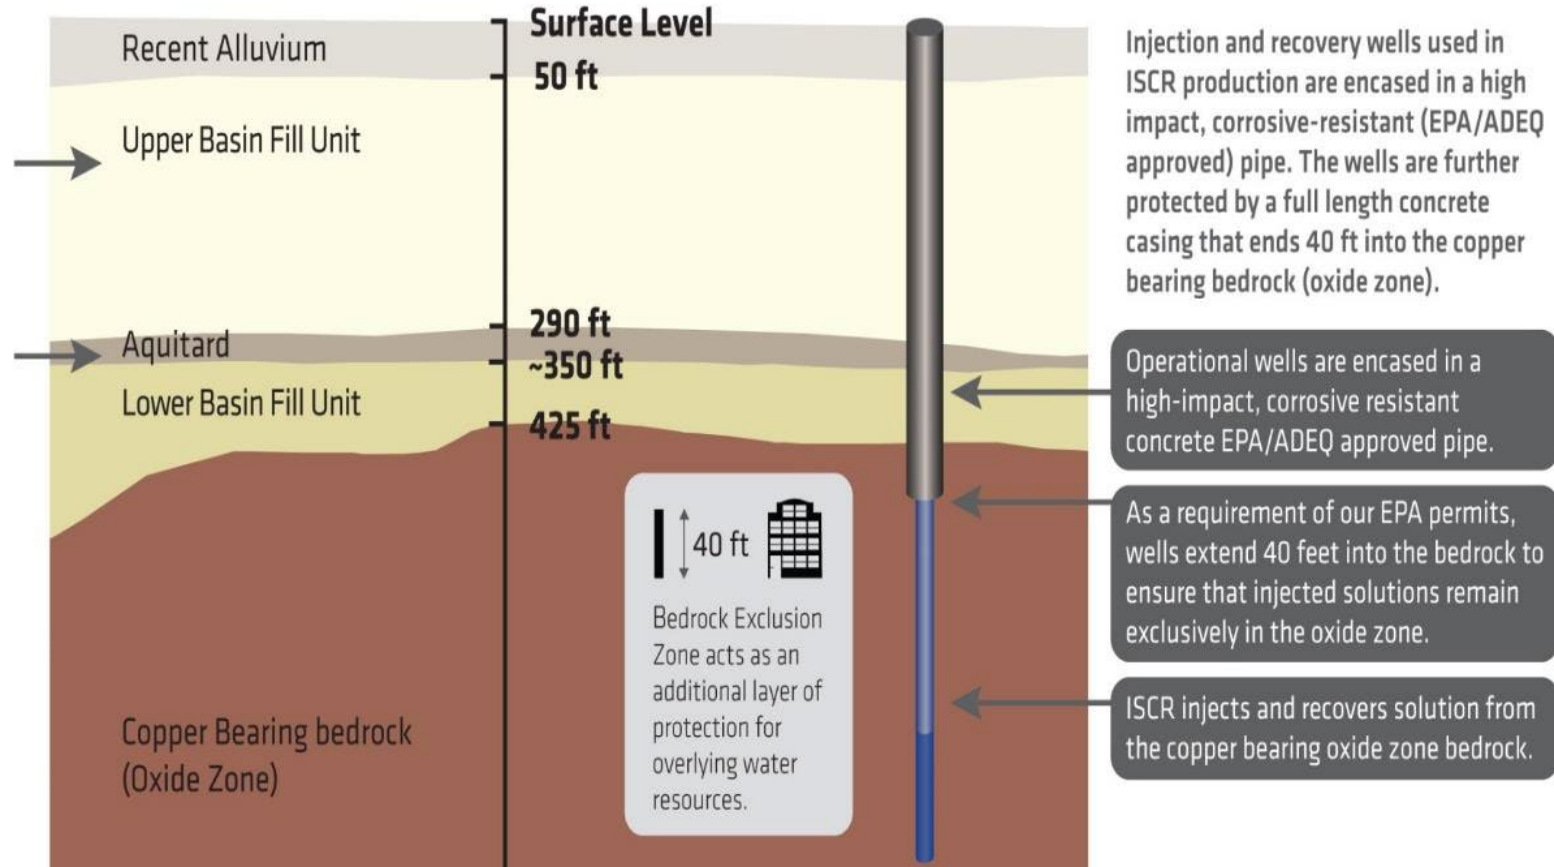 Surface Level
Recent Alluvium
50 ft
Upper Basin Fill Unit
290 ft
Aquitard
~350 ft
Lower Basin Fill Unit
425 ft
40 ft
Bedrock Exclusion
Zone acts as an
additional layer of
protection for
overlying water
resources.
Copper Bearing bedrock
(Oxide Zone)
Injection and recovery wells used in
ISCR production are encased in a high
impact, corrosive-resistant (EPA/ADEQ
approved) pipe. The wells are further
protected by a full length concrete
casing that ends 40 ft into the copper
bearing bedrock (oxide zone).
Operational wells are encased in a
high-impact, corrosive resistant
concrete EPA/ADEQ approved pipe.
As a requirement of our EPA permits,
wells extend 40 feet into the bedrock to
ensure that injected solutions remain
exclusively in the oxide zone.
ISCR injects and recovers solution from
the copper bearing oxide zone bedrock.